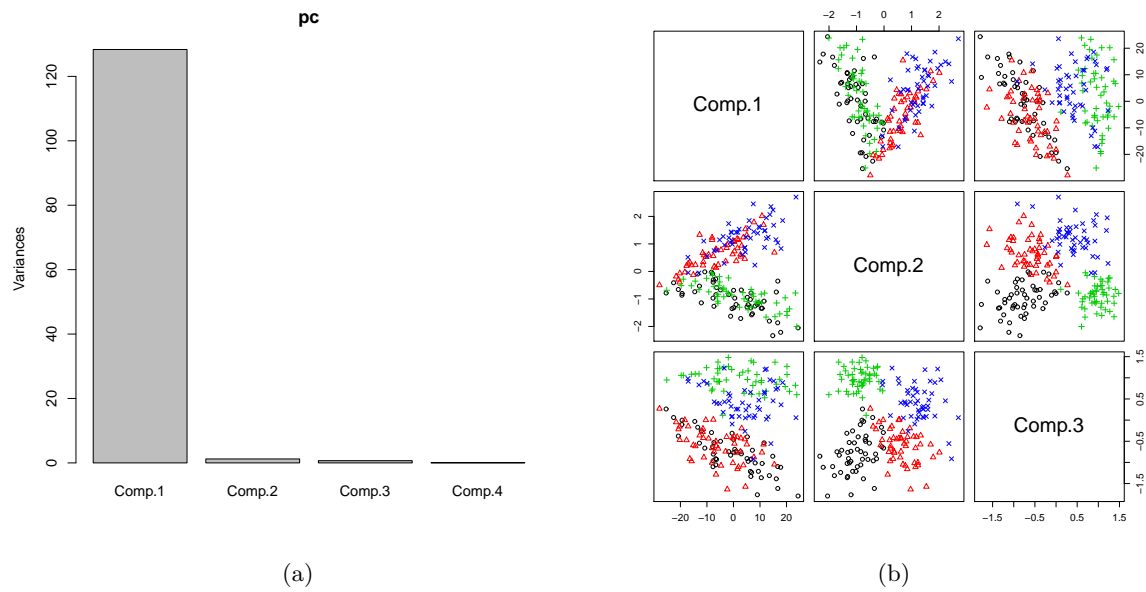 pc
Variances
0 20 40 60 80 100 120
Comp.1 Comp.2 Comp.3 Comp.4
(a)
−2 −1 0 1 2
Comp.1
−20 −10 0 10 20
−2 −1 0 1 2
Comp.2
Comp.3
−1.5 −0.5 0.5 1.5
−20 −10 0 10 20
−1.5 −0.5 0.5 1.5
(b)